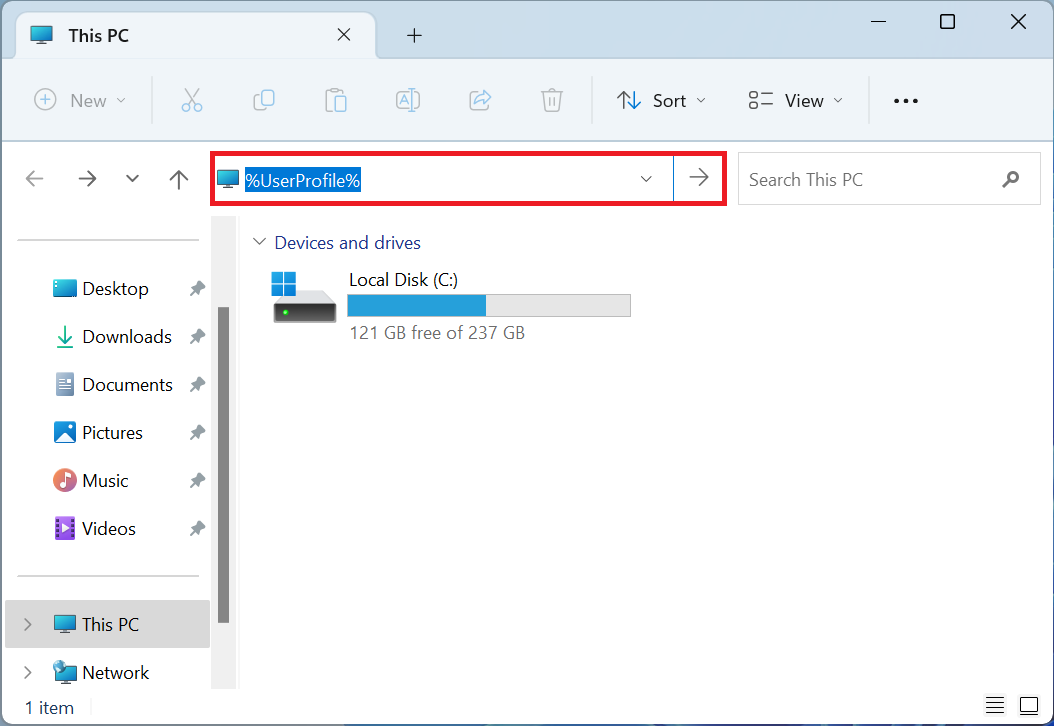 This PC
New
Sort
View
%UserProfile%
Search This PC
Desktop
Downloads
Documents
Pictures
Music
Videos
This PC
Network
Devices and drives
Local Disk (C:)
121 GB free of 237 GB
1 item